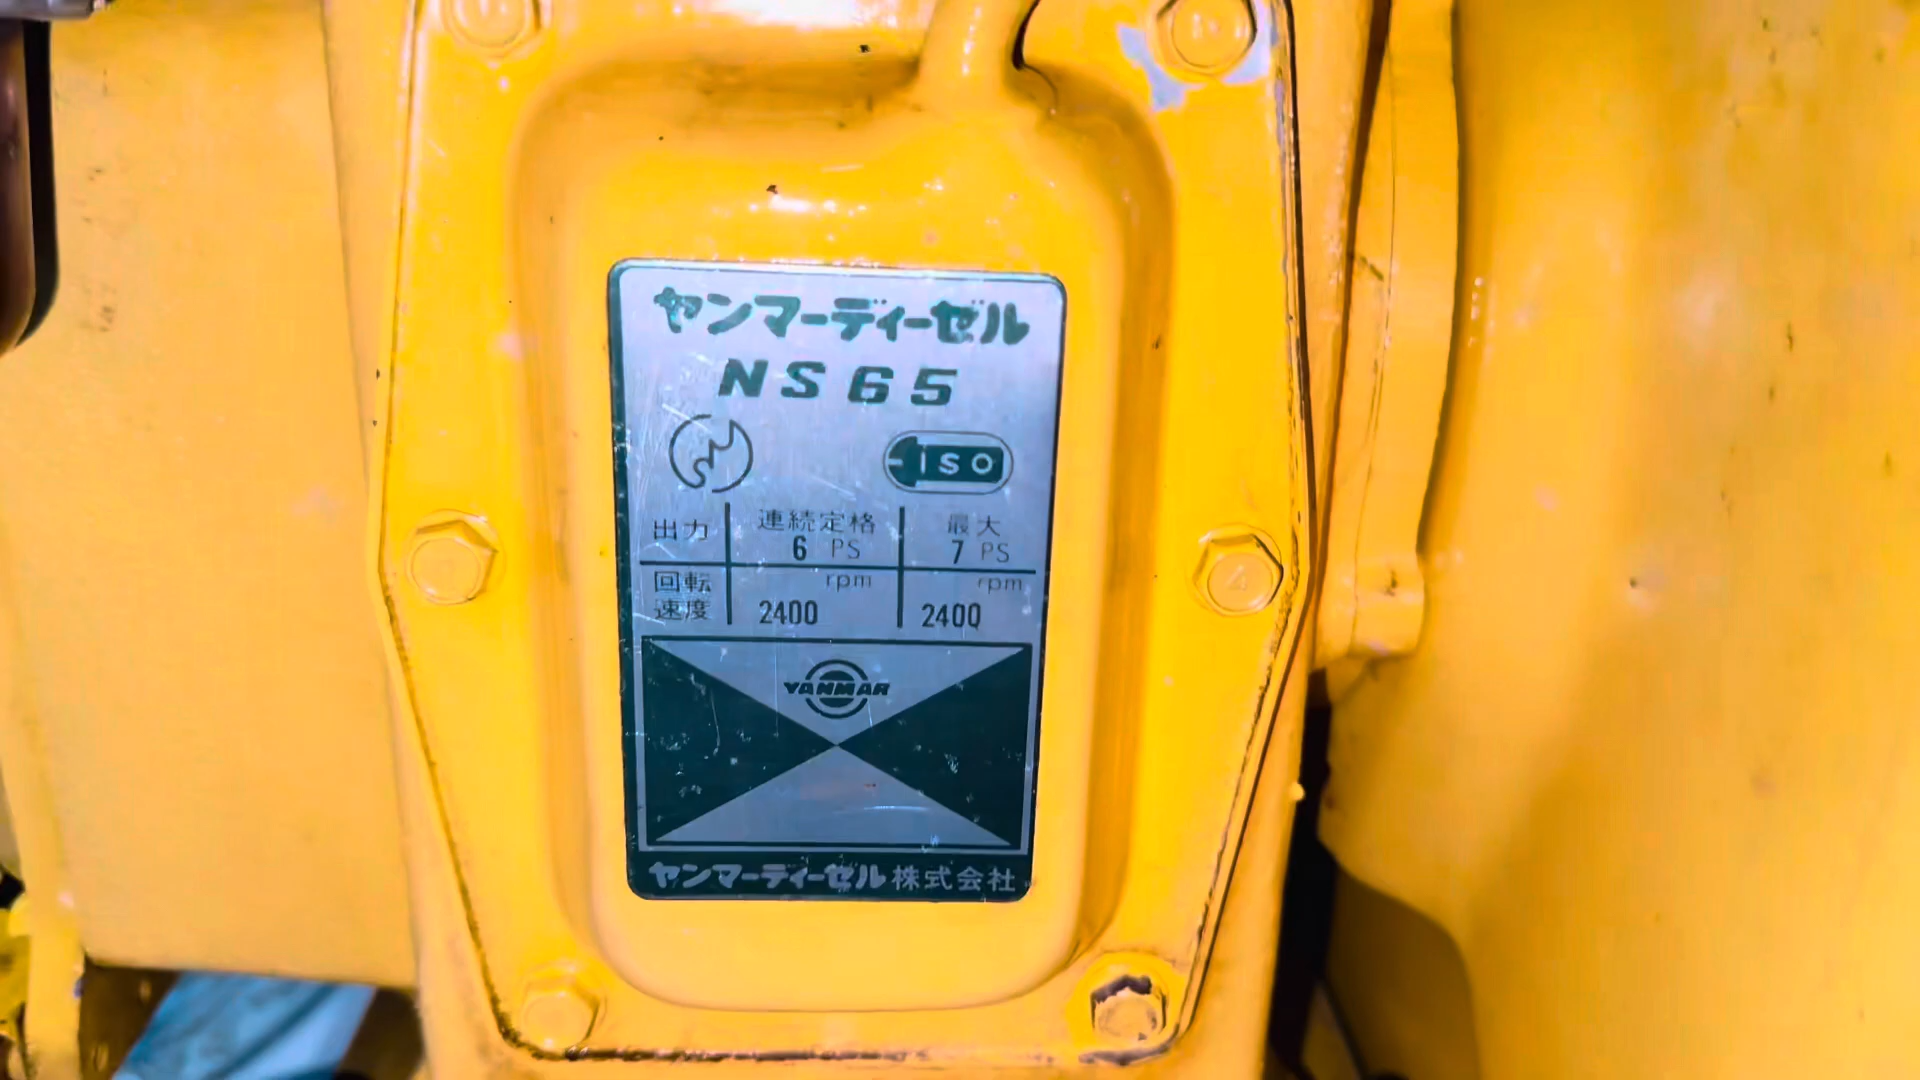 ヤンマーディーゼル
NS65
ISO
出力 連続定格 最大
6 PS 7 PS
回転速度 rpm rpm
2400 2400
YANMAR
ヤンマーディーゼル株式会社